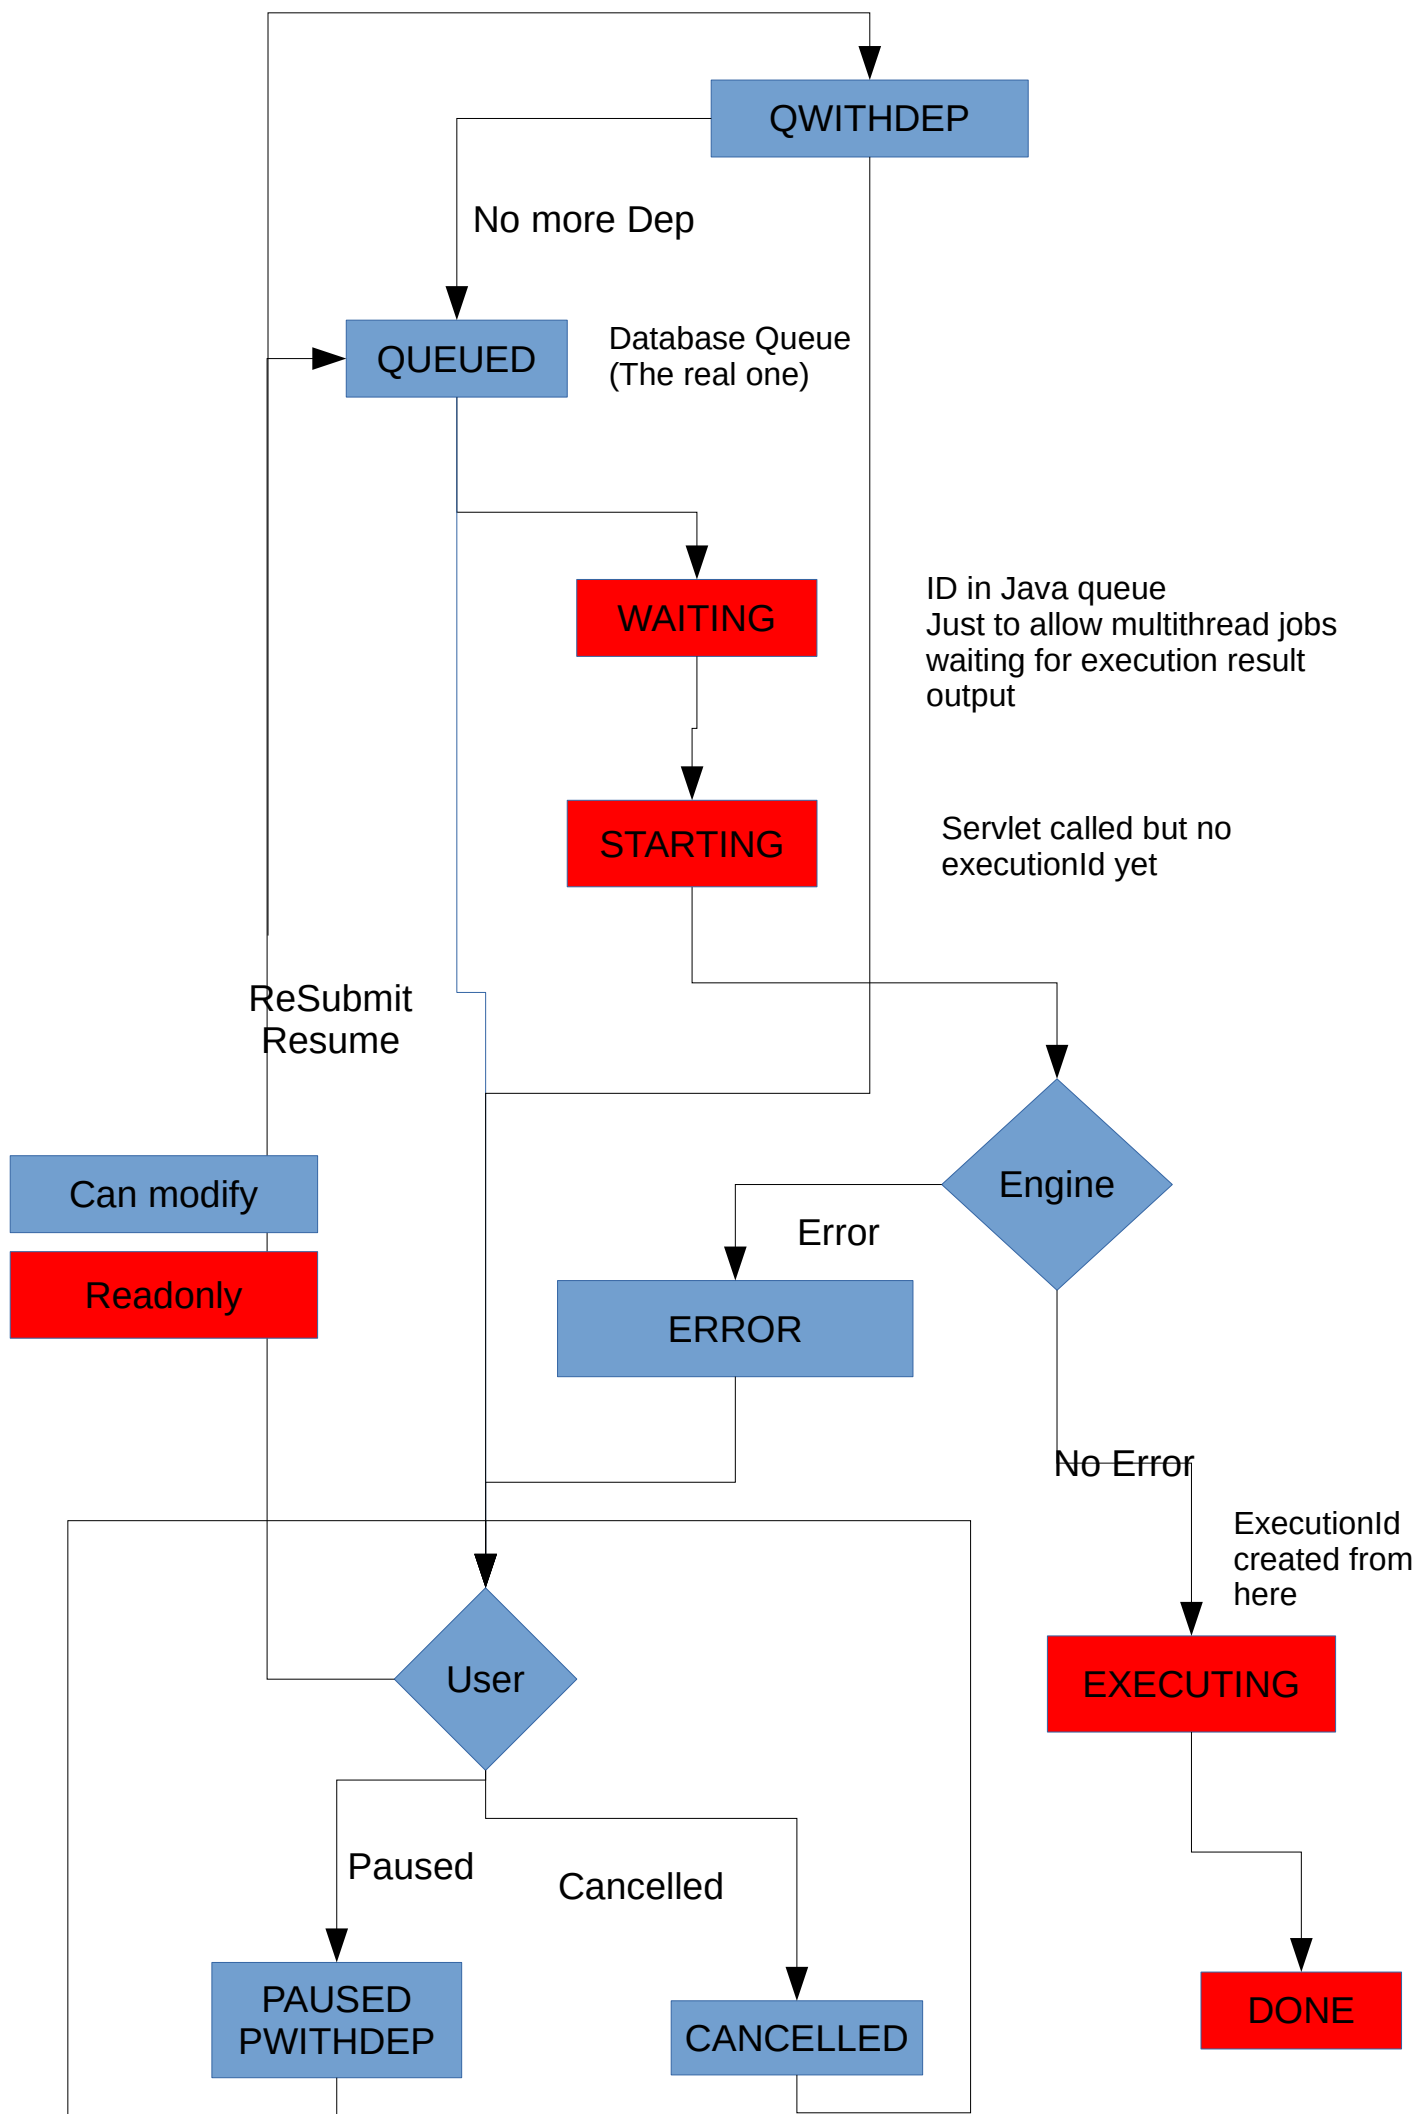 QWITHDEP
No more Dep
QUEUED
Database Queue
(The real one)
WAITING
ID in Java queue
Just to allow multithread jobs
waiting for execution result
output
STARTING
Servlet called but no
executionId yet
ReSubmit
Resume
Can modify
Engine
Error
Readonly
ERROR
No Error
ExecutionId
created from
here
User
EXECUTING
Paused
Cancelled
PAUSED
PWITHDEP
CANCELLED
DONE